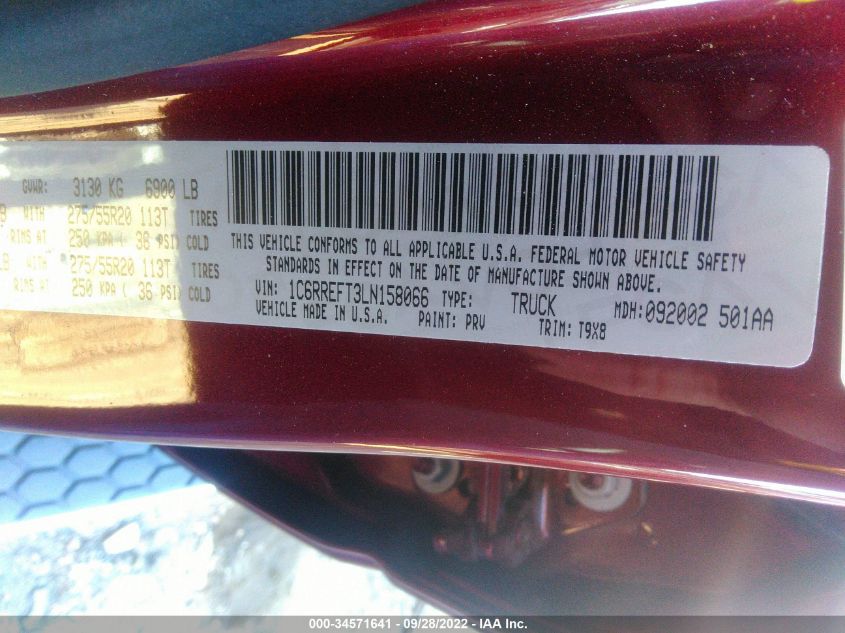 GVWR: 3130 KG 6900 LB
B WITH 275/55R20 113T TIRES
RIMS AT 250 KPA ( 36 PSI) COLD
LB WITH 275/55R20 113T TIRES
RIMS AT 250 KPA ( 36 PSI) COLD
THIS VEHICLE CONFORMS TO ALL APPLICABLE U.S.A. FEDERAL MOTOR VEHICLE SAFETY
STANDARDS IN EFFECT ON THE DATE OF MANUFACTURE SHOWN ABOVE.
VIN: 1C6RREFT3LN158066 TYPE: TRUCK MDH:092002 501AA
VEHICLE MADE IN U.S.A. PAINT: PRV TRIM: T9X8
000-34571641 - 09/28/2022 - IAA Inc.